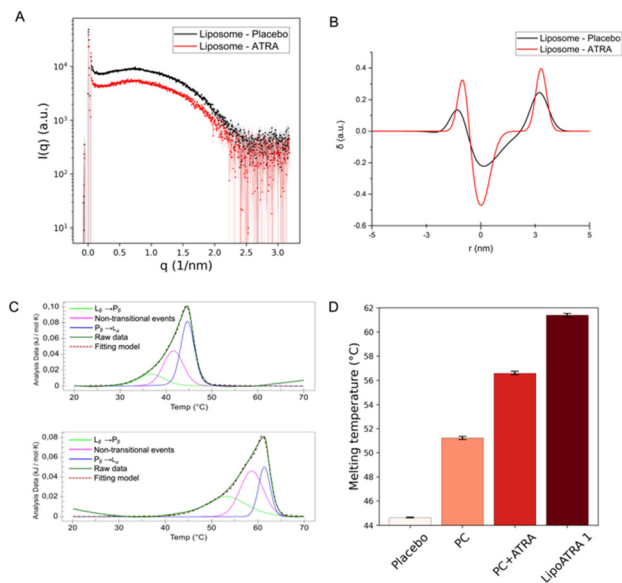 A
Liposome - Placebo
Liposome - ATRA
I(q) (a.u.)
10⁴
10³
10²
10¹
0.0 0.5 1.0 1.5 2.0 2.5 3.0
q (1/nm)
B
Liposome - Placebo
Liposome - ATRA
δ (a.u.)
0.4
0.2
0.0
-0.2
-0.4
-0.6
-5 -3 -1 0 1 3 5
r (nm)
C
Analysis Data (kJ / mol·K)
0,10
0,08
0,06
0,04
0,02
0,00
Lβ →Pβ
Non-transitional events
Pβ →Lα
Raw data
Fitting model
20 30 40 50 60 70
Temp (°C)
Analysis Data (kJ / mol·K)
0,08
0,06
0,04
0,02
0,00
Lβ →Pβ
Non-transitional events
Pβ →Lα
Raw data
Fitting model
20 30 40 50 60 70
Temp (°C)
D
Melting temperature (°C)
62
60
58
56
54
52
50
48
46
44
Placebo
PC
PC+ATRA
LipoATRA 1